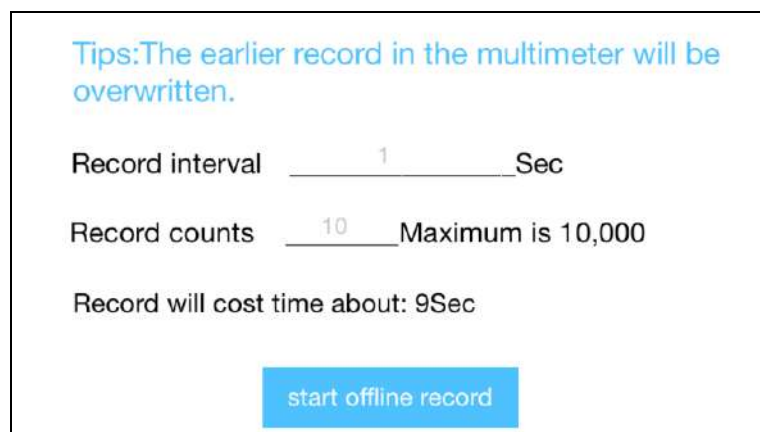 Tips:The earlier record in the multimeter will be
overwritten.
Record interval 1 Sec
Record counts 10 Maximum is 10,000
Record will cost time about: 9Sec
start offline record